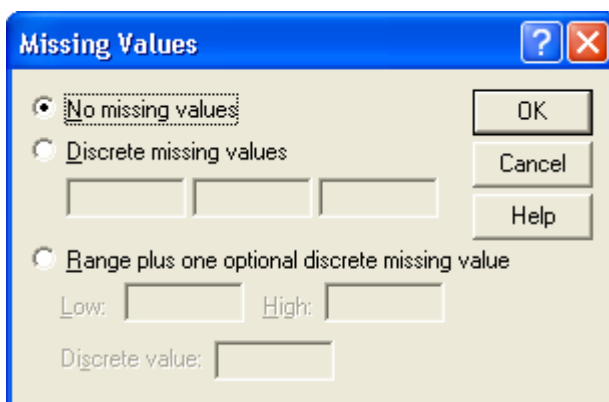 Missing Values
No missing values
OK
Discrete missing values
Cancel
Help
Range plus one optional discrete missing value
Low: High:
Discrete value: